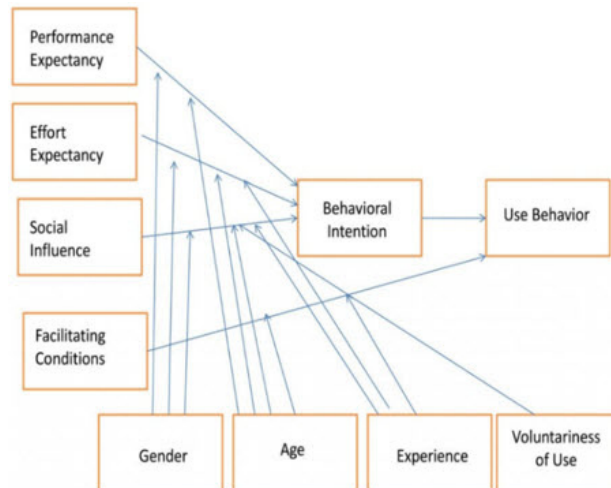 Performance
Expectancy
Effort
Expectancy
Social
Influence
Behavioral
Intention
Use Behavior
Facilitating
Conditions
Gender
Age
Experience
Voluntariness
of Use